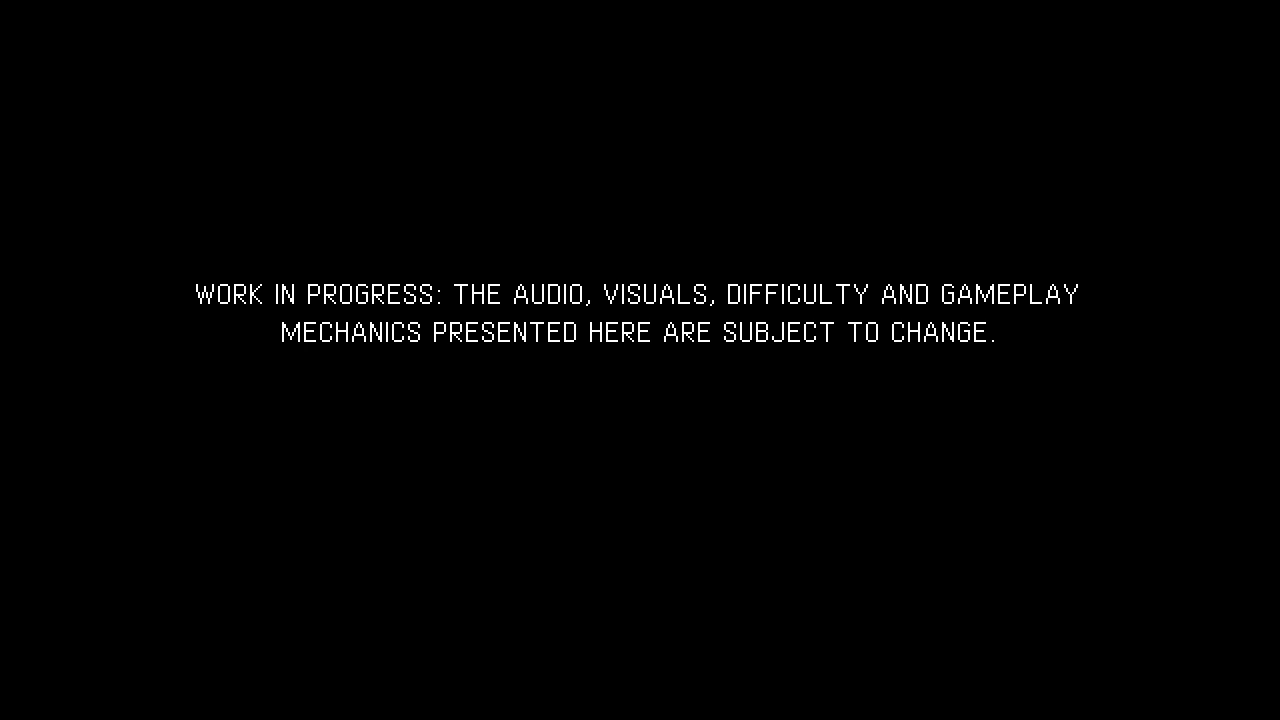 WORK IN PROGRESS: THE AUDIO, VISUALS, DIFFICULTY AND GAMEPLAY
MECHANICS PRESENTED HERE ARE SUBJECT TO CHANGE.